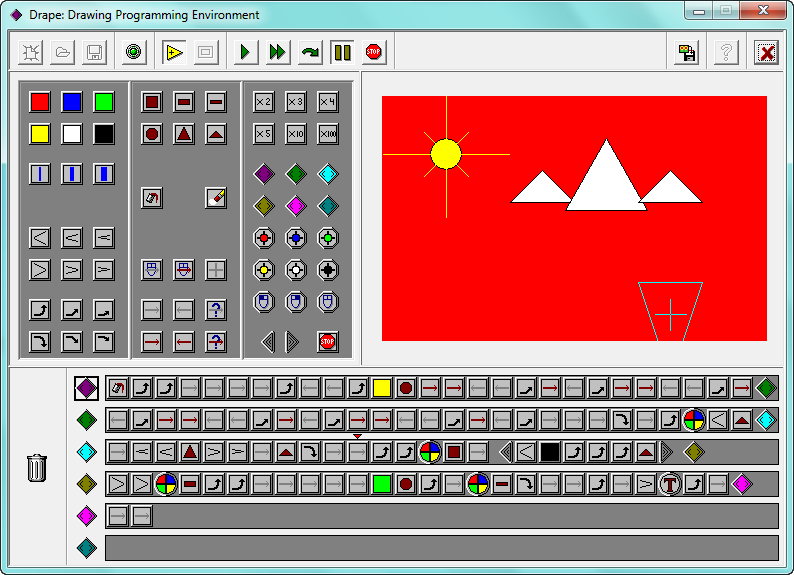 Drape: Drawing Programming Environment
STOP
×2 ×3 ×4
×5 ×10 ×100
?
?
STOP
T